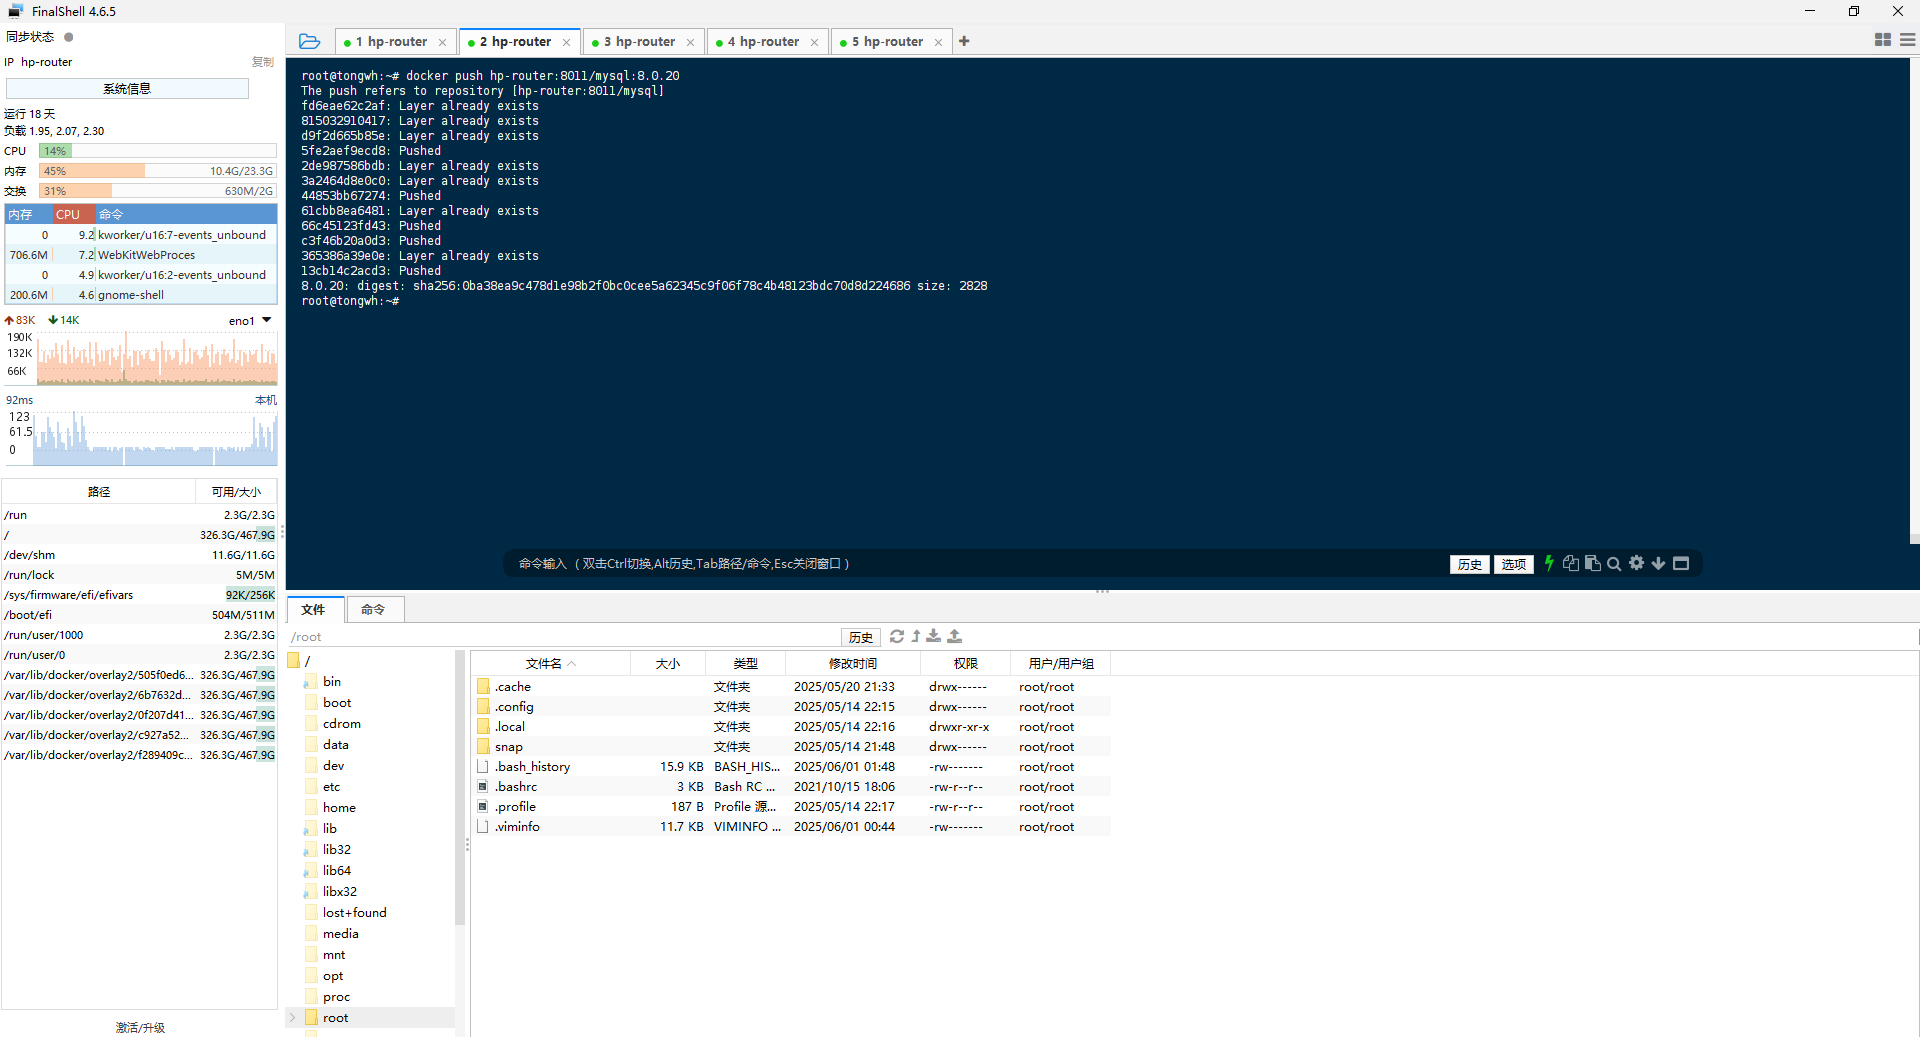 FinalShell 4.6.5
同步状态
IP hp-router 复制
系统信息
运行 18 天
负载 1.95, 2.07, 2.30
CPU 14%
内存 45% 10.4G/23.3G
交换 31% 630M/2G
内存 CPU 命令
0 9.2 kworker/u16:7-events_unbound
706.6M 7.2 WebKitWebProces
0 4.9 kworker/u16:2-events_unbound
200.6M 4.6 gnome-shell
83K 14K eno1
190K
132K
66K
92ms 本机
123
61.5
0
路径 可用/大小
/run 2.3G/2.3G
/ 326.3G/467.9G
/dev/shm 11.6G/11.6G
/run/lock 5M/5M
/sys/firmware/efi/efivars 92K/256K
/boot/efi 504M/511M
/run/user/1000 2.3G/2.3G
/run/user/0 2.3G/2.3G
/var/lib/docker/overlay2/505f0ed6... 326.3G/467.9G
/var/lib/docker/overlay2/6b7632d... 326.3G/467.9G
/var/lib/docker/overlay2/0f207d41... 326.3G/467.9G
/var/lib/docker/overlay2/c927a52... 326.3G/467.9G
/var/lib/docker/overlay2/f289409c... 326.3G/467.9G
激活/升级
1 hp-router 2 hp-router 3 hp-router 4 hp-router 5 hp-router
root@tongwh:~# docker push hp-router:8011/mysql:8.0.20
The push refers to repository [hp-router:8011/mysql]
fd6eae62c2af: Layer already exists
815032910417: Layer already exists
d9f2d665b85e: Layer already exists
5fe2aef9ecd8: Pushed
2de987586bdb: Layer already exists
3a2464d8e0c0: Layer already exists
44853bb67274: Pushed
61cbb8ea6481: Layer already exists
66c45123fd43: Pushed
c3f46b20a0d3: Pushed
365386a39e0e: Layer already exists
13cb14c2acd3: Pushed
8.0.20: digest: sha256:0ba38ea9c478d1e98b2f0bc0cee5a62345c9f06f78c4b48123bdc70d8d224686 size: 2828
root@tongwh:~#
命令输入 （双击Ctrl切换,Alt历史,Tab路径/命令,Esc关闭窗口） 历史 选项
文件 命令
/root 历史
/
bin
boot
cdrom
data
dev
etc
home
lib
lib32
lib64
libx32
lost+found
media
mnt
opt
proc
root
文件名 大小 类型 修改时间 权限 用户/用户组
.cache 文件夹 2025/05/20 21:33 drwx------ root/root
.config 文件夹 2025/05/14 22:15 drwx------ root/root
.local 文件夹 2025/05/14 22:16 drwxr-xr-x root/root
snap 文件夹 2025/05/14 21:48 drwx------ root/root
.bash_history 15.9 KB BASH_HIS... 2025/06/01 01:48 -rw------- root/root
.bashrc 3 KB Bash RC ... 2021/10/15 18:06 -rw-r--r-- root/root
.profile 187 B Profile 源... 2025/05/14 22:17 -rw-r--r-- root/root
.viminfo 11.7 KB VIMINFO ... 2025/06/01 00:44 -rw------- root/root